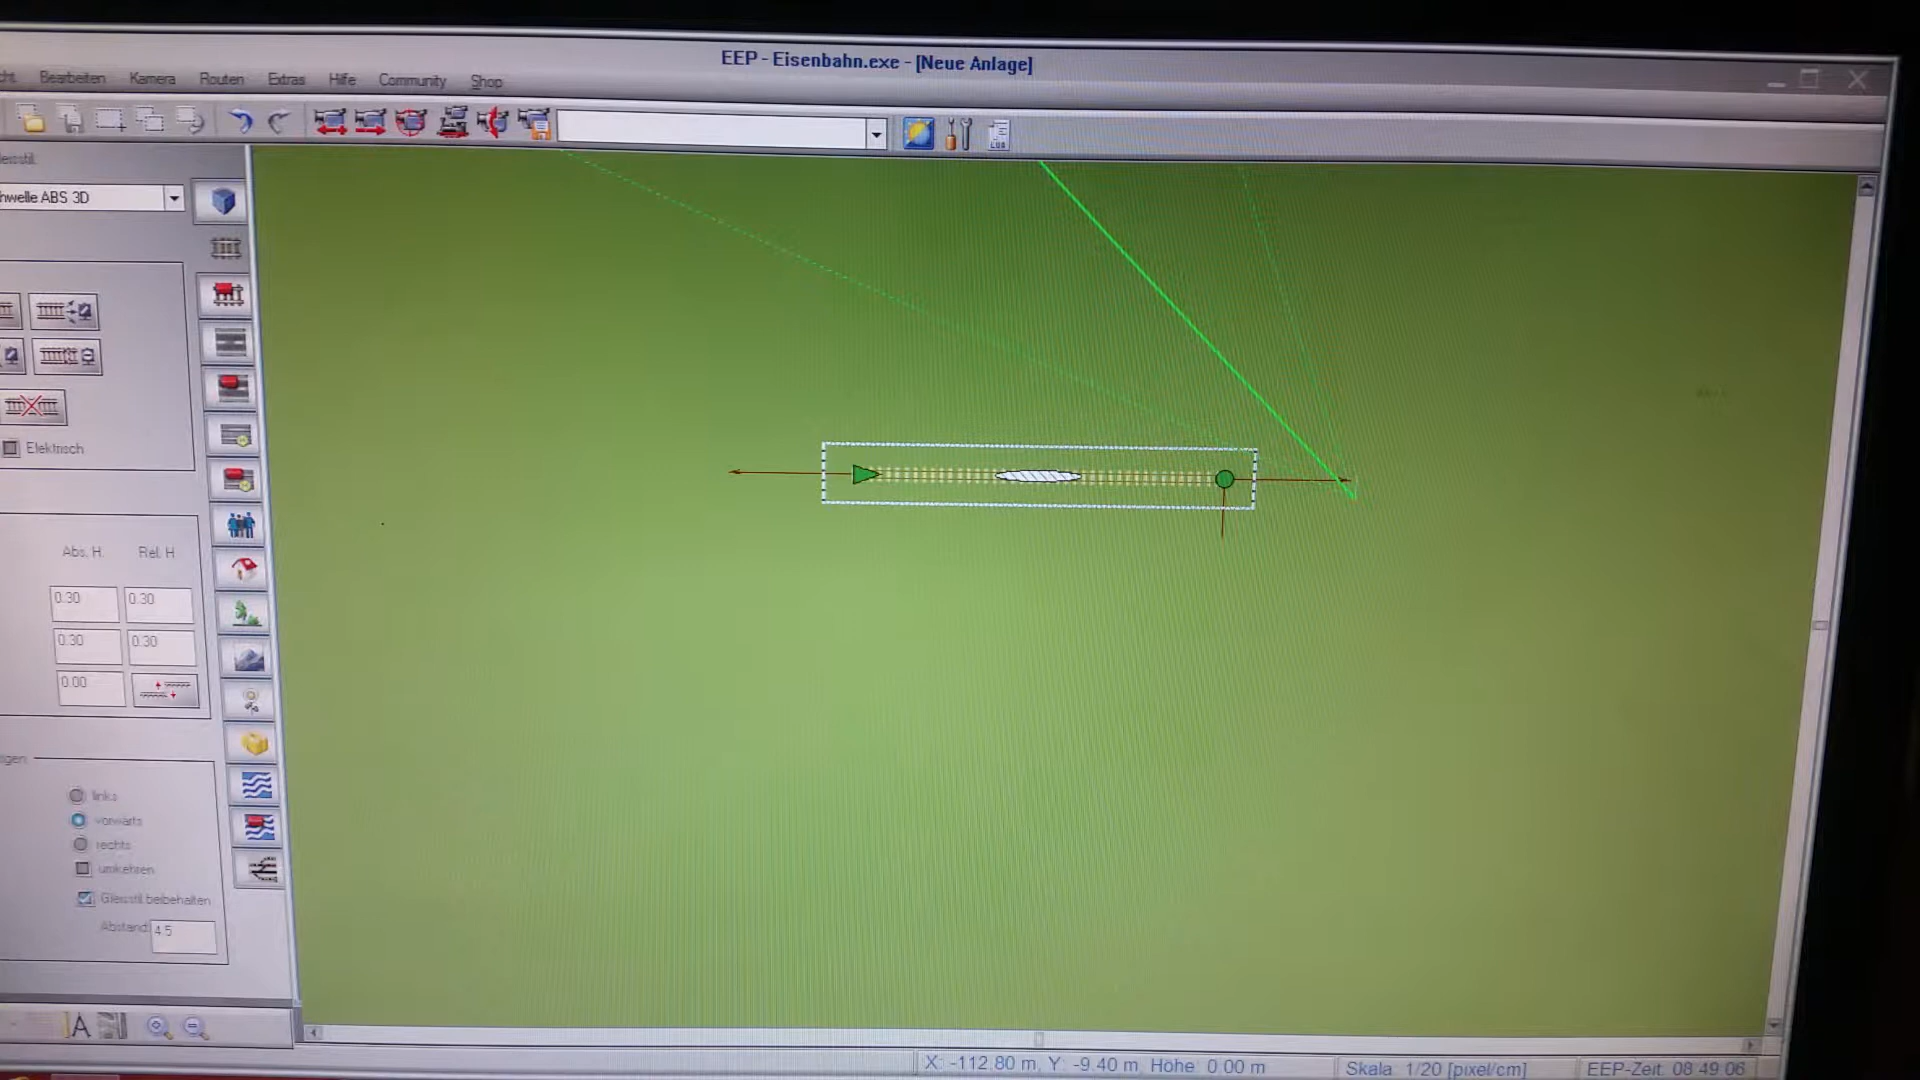 EEP - Eisenbahn.exe - [Neue Anlage]
Bearbeiten Kamera Routen Extras Hilfe Community Shop
LUA
hwelle ABS 3D
Elektrisch
Abs. H. Rel. H
0.30 0.30
0.30 0.30
0.00
links
vorwärts
rechts
umkehren
Gleisstil beibehalten
Abstand: 4.5
A
X: -112.80 m, Y: -9.40 m, Höhe: 0.00 m
Skala: 1/20 [pixel/cm]
EEP-Zeit: 08:49:06